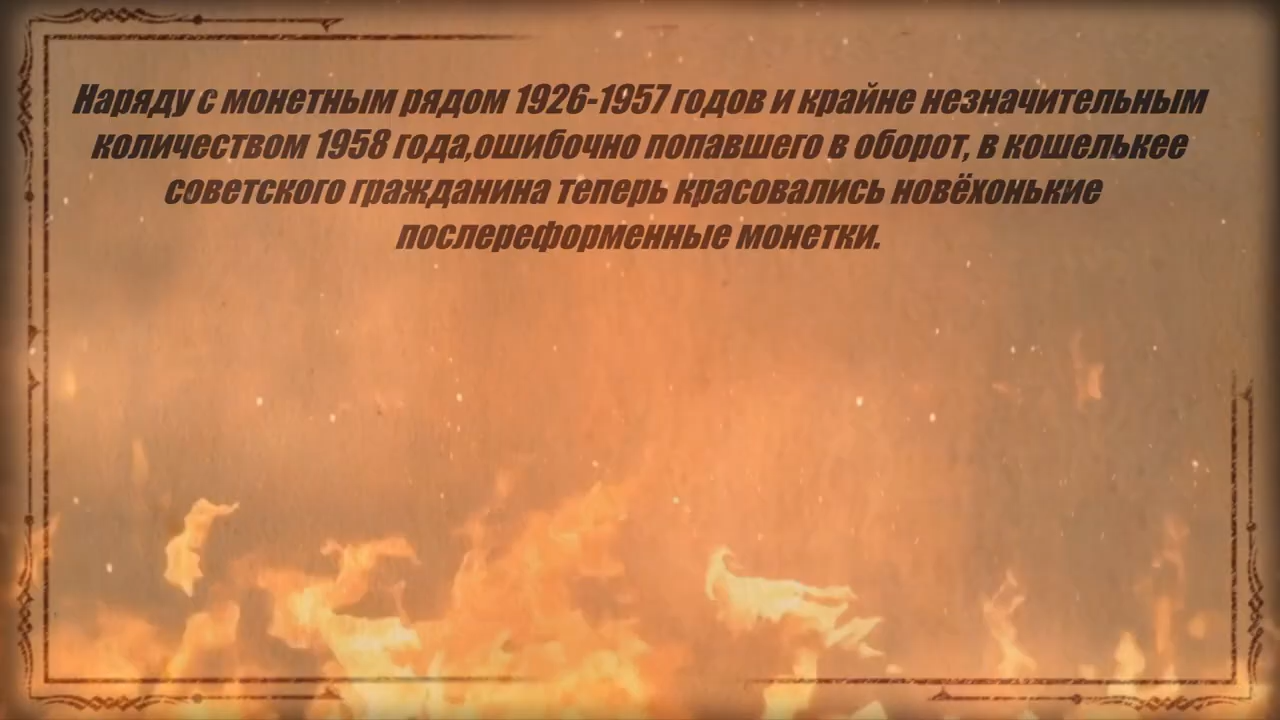 Наряду с монетным рядом 1926-1957 годов и крайне незначительным
количеством 1958 года,ошибочно попавшего в оборот, в кошелькее
советского гражданина теперь красовались новёхонькие
послереформенные монетки.